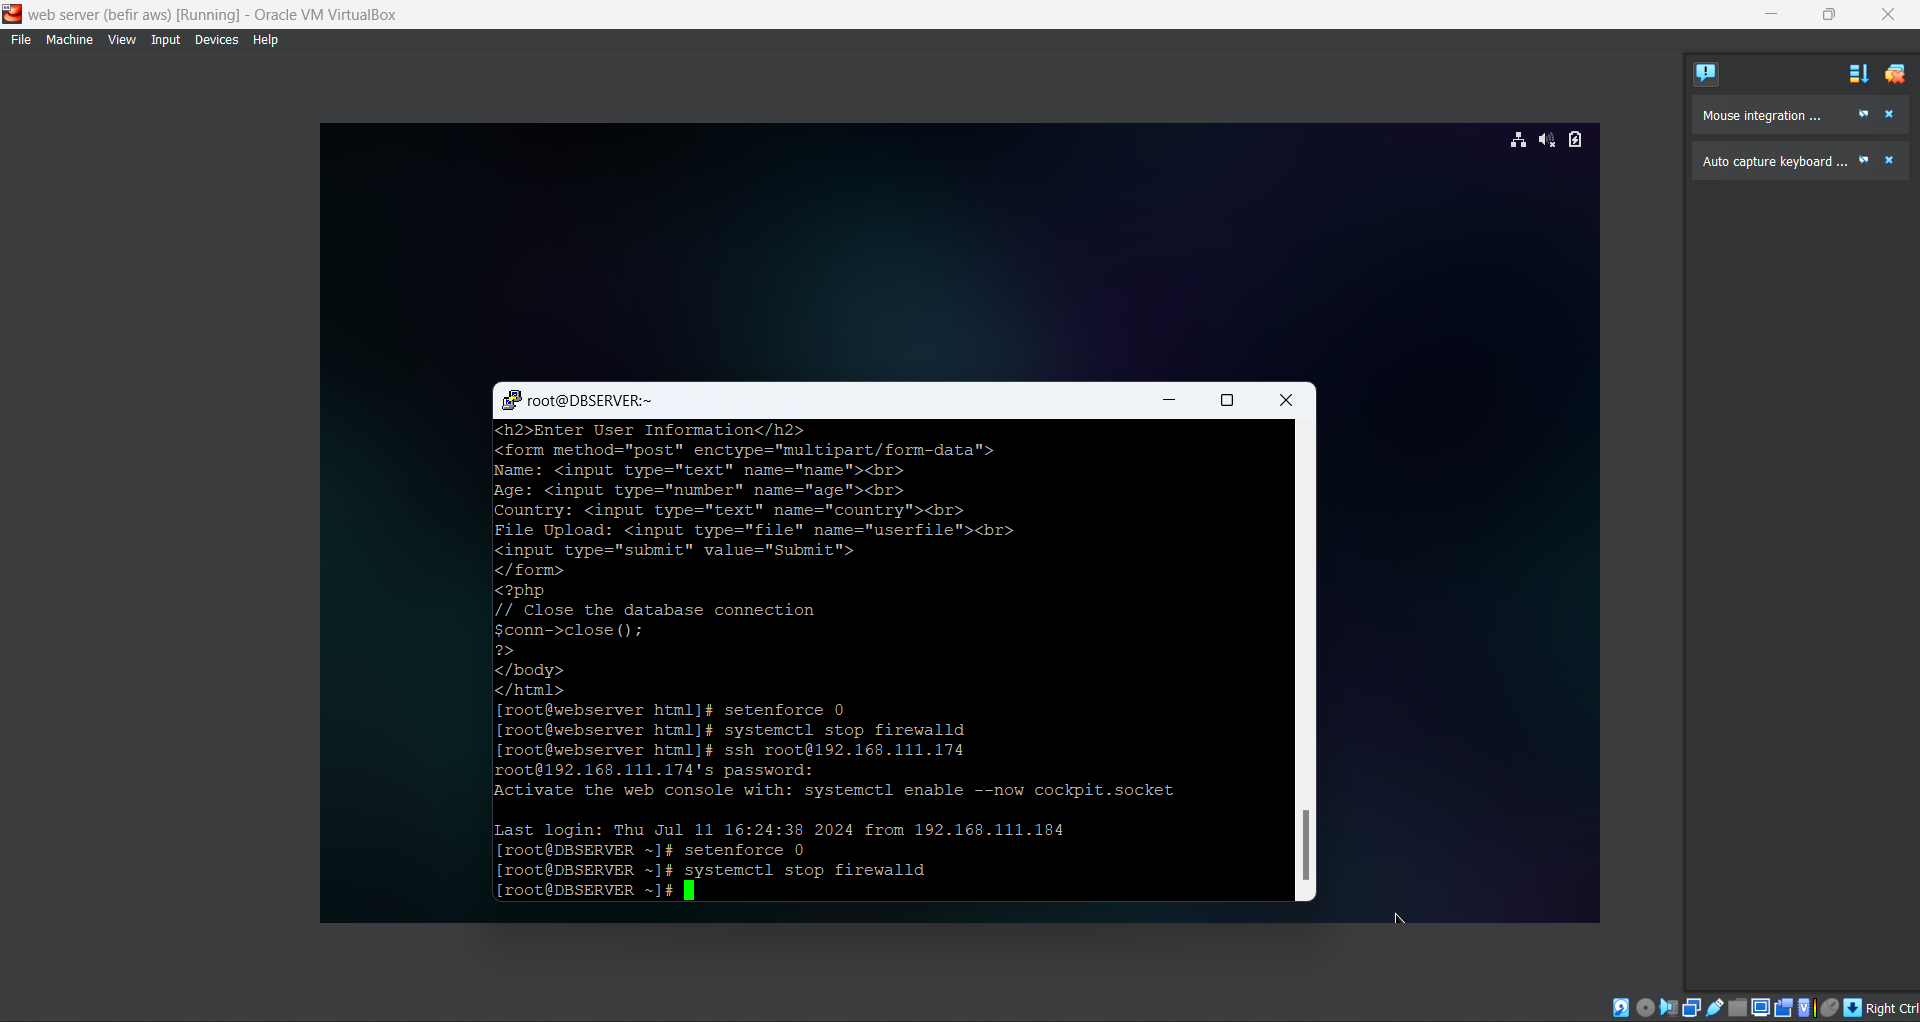 web server (befir aws) [Running] - Oracle VM VirtualBox
File Machine View Input Devices Help
Mouse integration ...
Auto capture keyboard ...
root@DBSERVER:~
<h2>Enter User Information</h2>
<form method="post" enctype="multipart/form-data">
Name: <input type="text" name="name"><br>
Age: <input type="number" name="age"><br>
Country: <input type="text" name="country"><br>
File Upload: <input type="file" name="userfile"><br>
<input type="submit" value="Submit">
</form>
<?php
// Close the database connection
$conn->close();
?>
</body>
</html>
[root@webserver html]# setenforce 0
[root@webserver html]# systemctl stop firewalld
[root@webserver html]# ssh root@192.168.111.174
root@192.168.111.174's password:
Activate the web console with: systemctl enable --now cockpit.socket
Last login: Thu Jul 11 16:24:38 2024 from 192.168.111.184
[root@DBSERVER ~]# setenforce 0
[root@DBSERVER ~]# systemctl stop firewalld
[root@DBSERVER ~]#
Right Ctrl